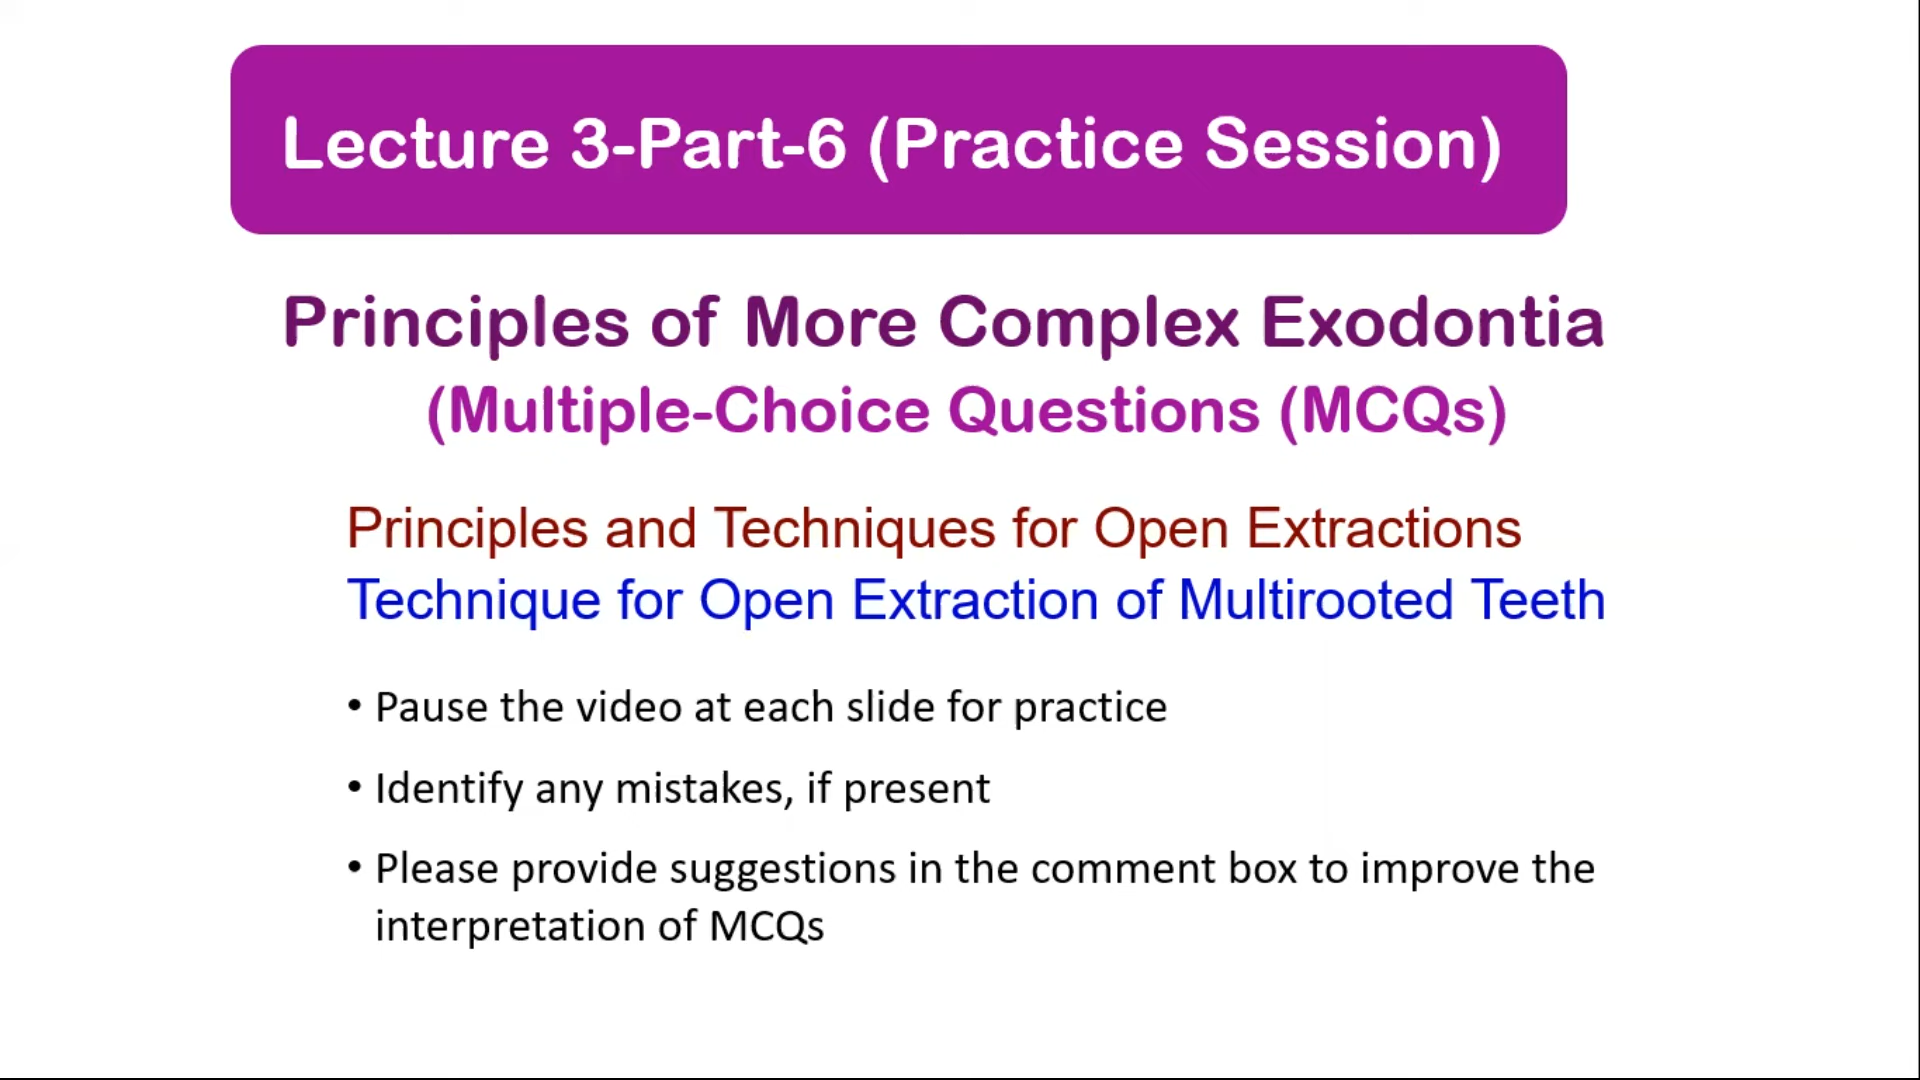 Lecture 3-Part-6 (Practice Session)
Principles of More Complex Exodontia
(Multiple-Choice Questions (MCQs)
Principles and Techniques for Open Extractions
Technique for Open Extraction of Multirooted Teeth
• Pause the video at each slide for practice
• Identify any mistakes, if present
• Please provide suggestions in the comment box to improve the
interpretation of MCQs